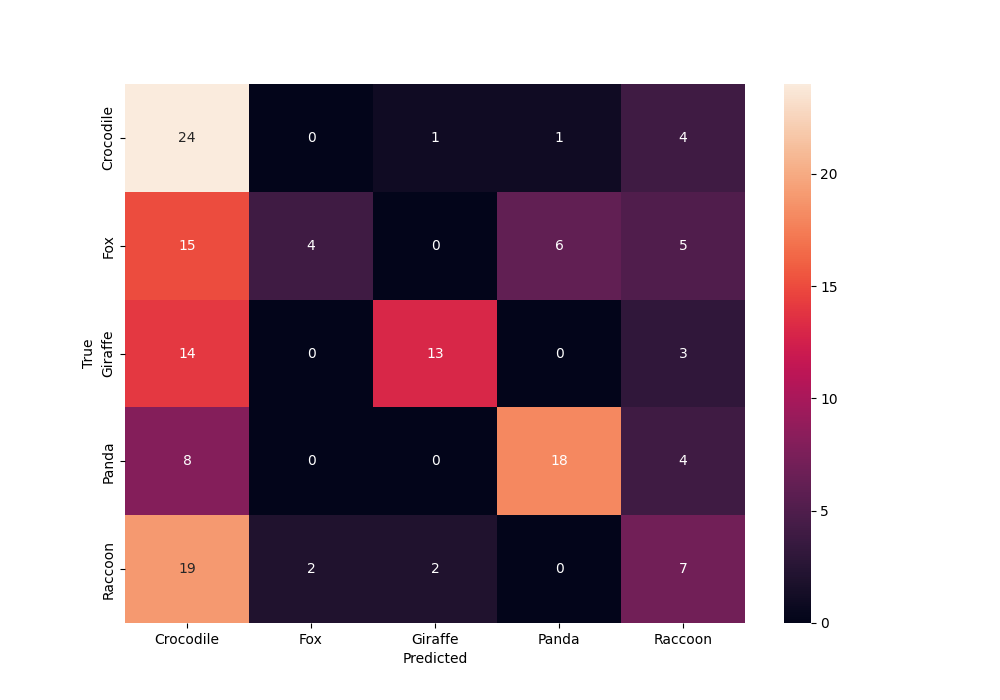 Crocodile 24 0 1 1 4
Fox 15 4 0 6 5
Giraffe 14 0 13 0 3
Panda 8 0 0 18 4
Raccoon 19 2 2 0 7
True
Crocodile Fox Giraffe Panda Raccoon
Predicted
20
15
10
5
0